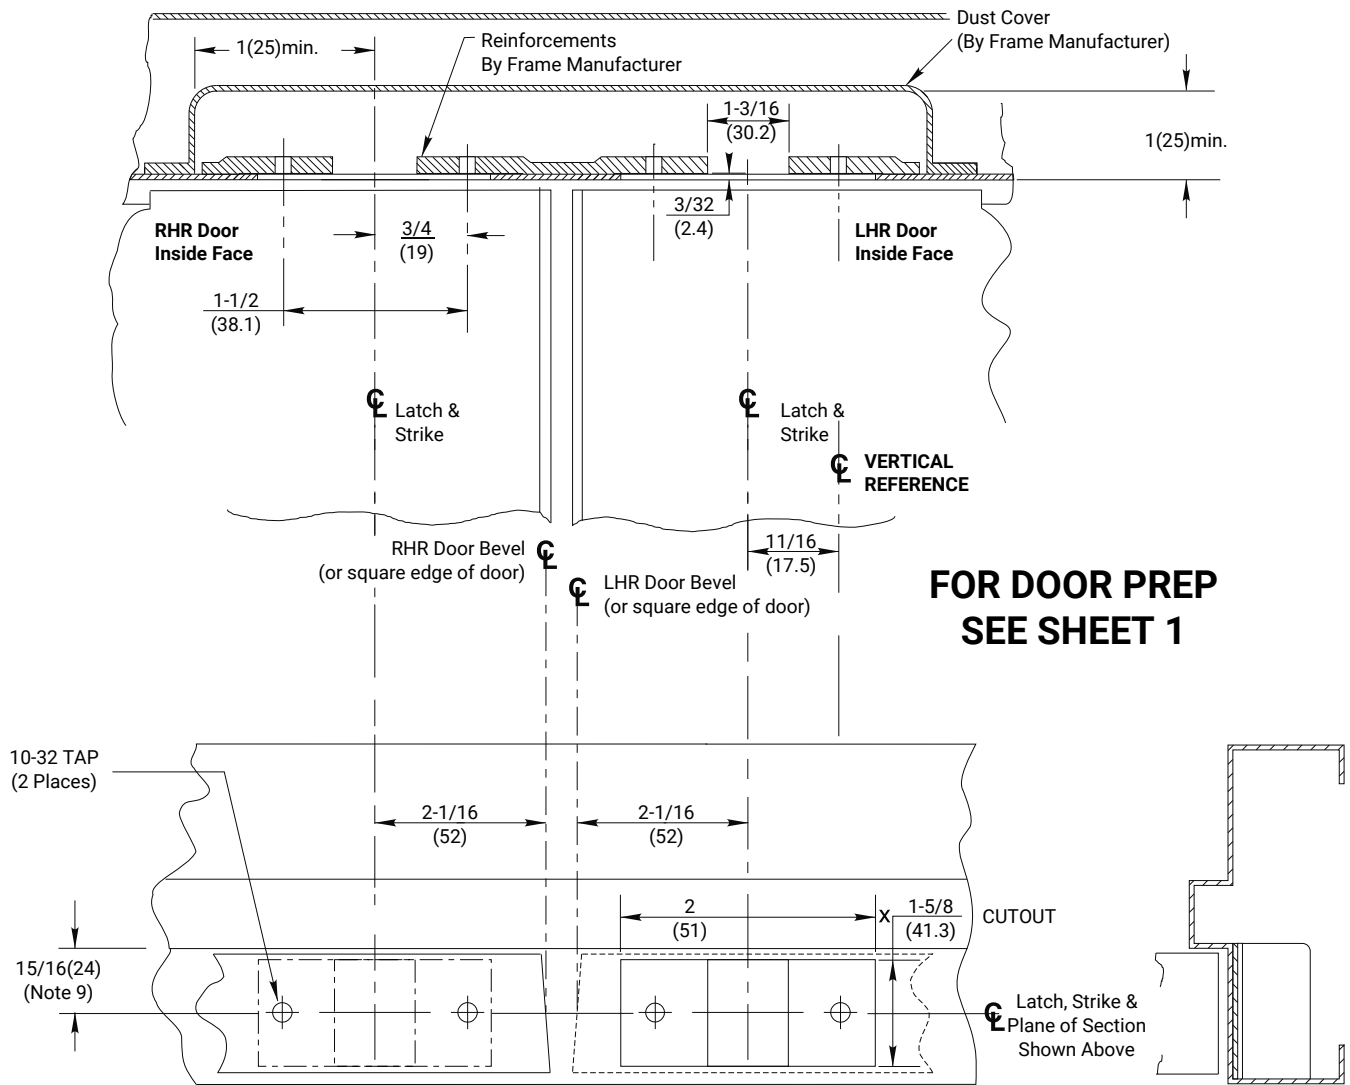 Dust Cover
(By Frame Manufacturer)
1(25)min.
Reinforcements
By Frame Manufacturer
1-3/16
(30.2)
1(25)min.
3/32
(2.4)
RHR Door
Inside Face
3/4
(19)
LHR Door
Inside Face
1-1/2
(38.1)
CL Latch &
Strike
CL Latch &
Strike
CL VERTICAL
REFERENCE
11/16
(17.5)
RHR Door Bevel CL
(or square edge of door)
CL LHR Door Bevel
(or square edge of door)
FOR DOOR PREP
SEE SHEET 1
10-32 TAP
(2 Places)
2-1/16
(52)
2-1/16
(52)
2
(51)
x
1-5/8
(41.3)
CUTOUT
15/16(24)
(Note 9)
CL Latch, Strike &
Plane of Section
Shown Above